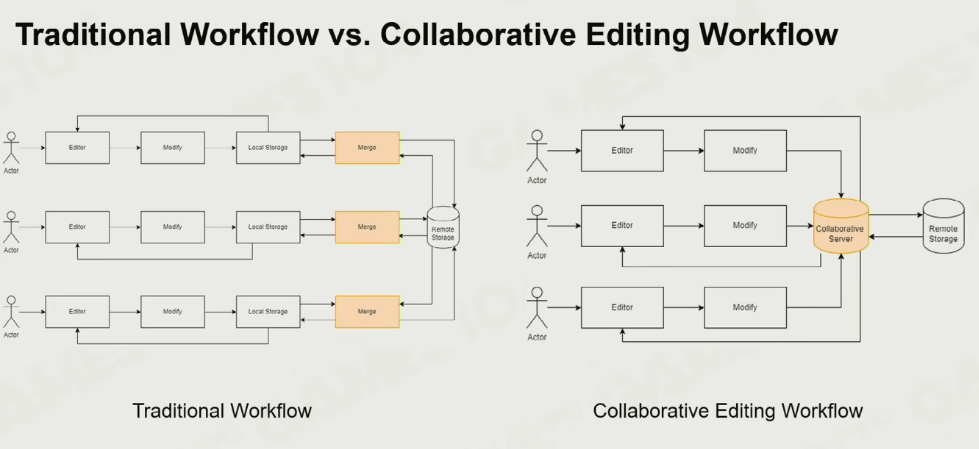 Traditional Workflow vs. Collaborative Editing Workflow
Actor
Editor
Modify
Local Storage
Merge
Actor
Editor
Modify
Local Storage
Merge
Remote
Storage
Actor
Editor
Modify
Local Storage
Merge
Traditional Workflow
Actor
Editor
Modify
Actor
Editor
Modify
Collaborative
Server
Remote
Storage
Actor
Editor
Modify
Collaborative Editing Workflow